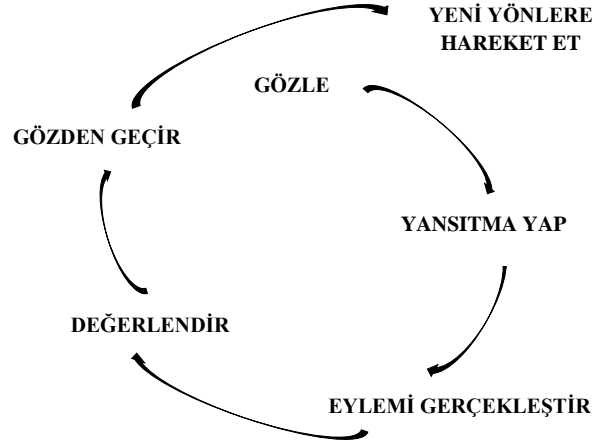 YENİ YÖNLERE
HAREKET ET
GÖZLE
GÖZDEN GEÇİR
YANSITMA YAP
DEĞERLENDİR
EYLEMİ GERÇEKLEŞTİR